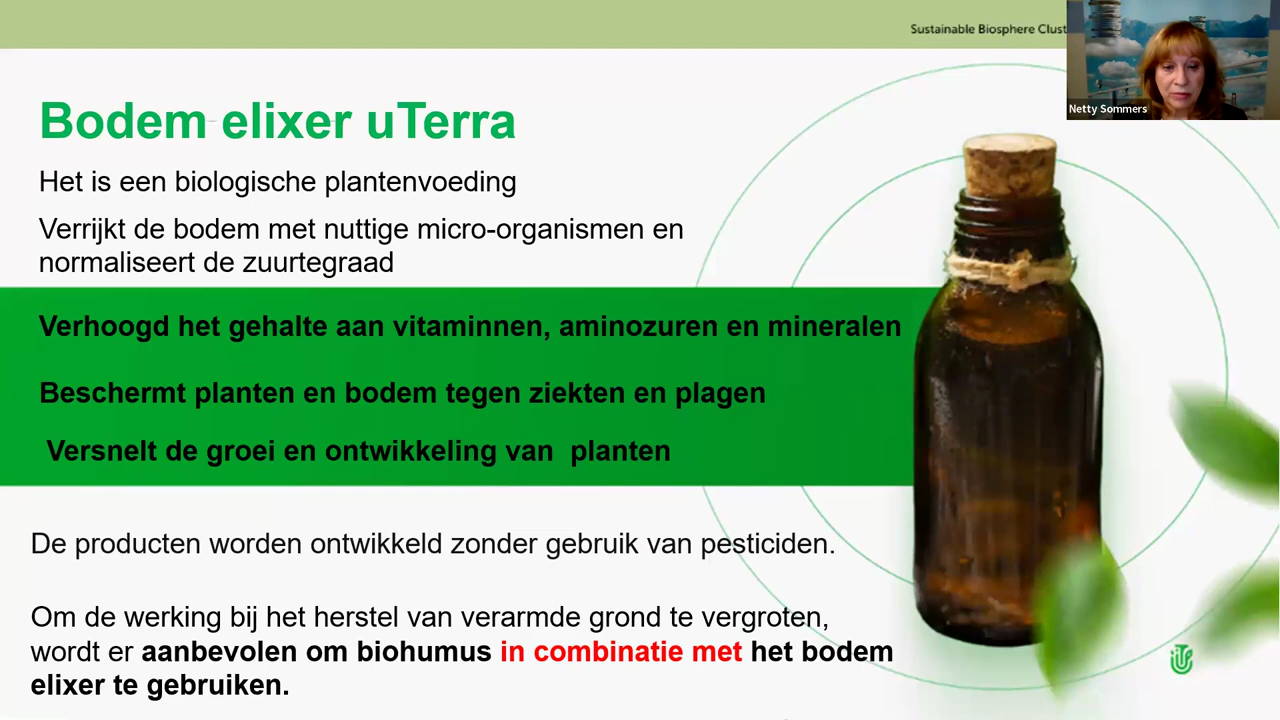 Sustainable Biosphere
Netty Sommers
Bodem elixer uTerra
Het is een biologische plantenvoeding
Verrijkt de bodem met nuttige micro-organismen en
normaliseert de zuurtegraad
Verhoogd het gehalte aan vitaminnen, aminozuren en mineralen
Beschermt planten en bodem tegen ziekten en plagen
Versnelt de groei en ontwikkeling van planten
De producten worden ontwikkeld zonder gebruik van pesticiden.
Om de werking bij het herstel van verarmde grond te vergroten,
wordt er aanbevolen om biohumus in combinatie met het bodem
elixer te gebruiken.